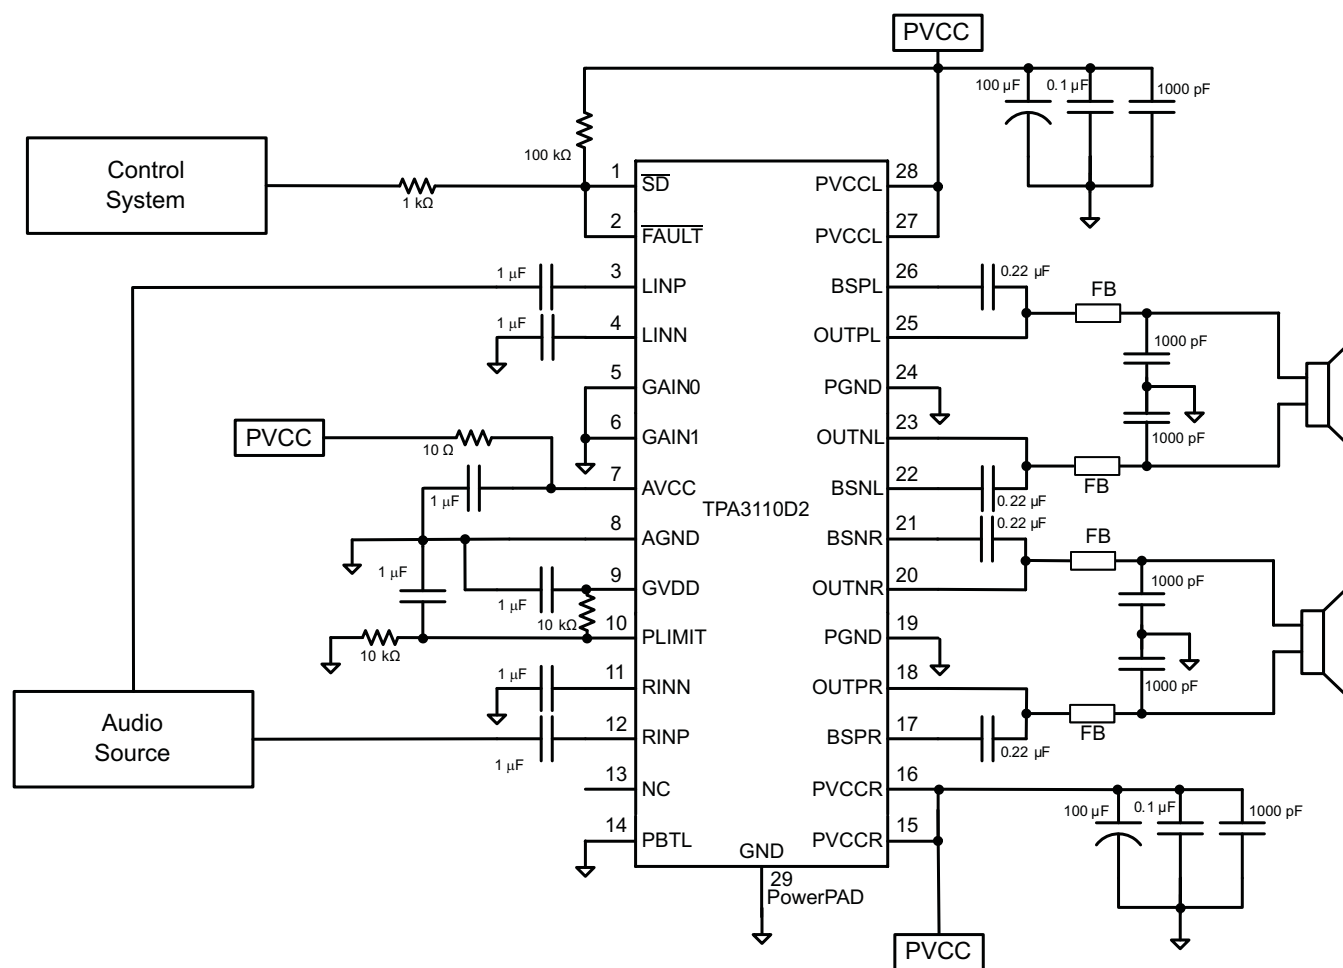 PVCC
100 µF
0.1 µF
1000 pF
Control
System
100 kΩ
1 kΩ
1
SD
2
FAULT
1 µF
3
LINP
1 µF
4
LINN
5
GAIN0
6
GAIN1
PVCC
10 Ω
1 µF
7
AVCC
8
AGND
1 µF
1 µF
9
GVDD
10 kΩ
10
PLIMIT
10 kΩ
1 µF
11
RINN
12
RINP
1 µF
13
NC
14
PBTL
Audio
Source
TPA3110D2
GND
29
PowerPAD
28
PVCCL
27
PVCCL
26
BSPL
0.22 µF
25
OUTPL
FB
1000 pF
24
PGND
1000 pF
23
OUTNL
FB
22
BSNL
0.22 µF
0.22 µF
21
BSNR
FB
20
OUTNR
1000 pF
19
PGND
1000 pF
18
OUTPR
FB
17
BSPR
0.22 µF
16
PVCCR
15
PVCCR
100 µF
0.1 µF
1000 pF
PVCC